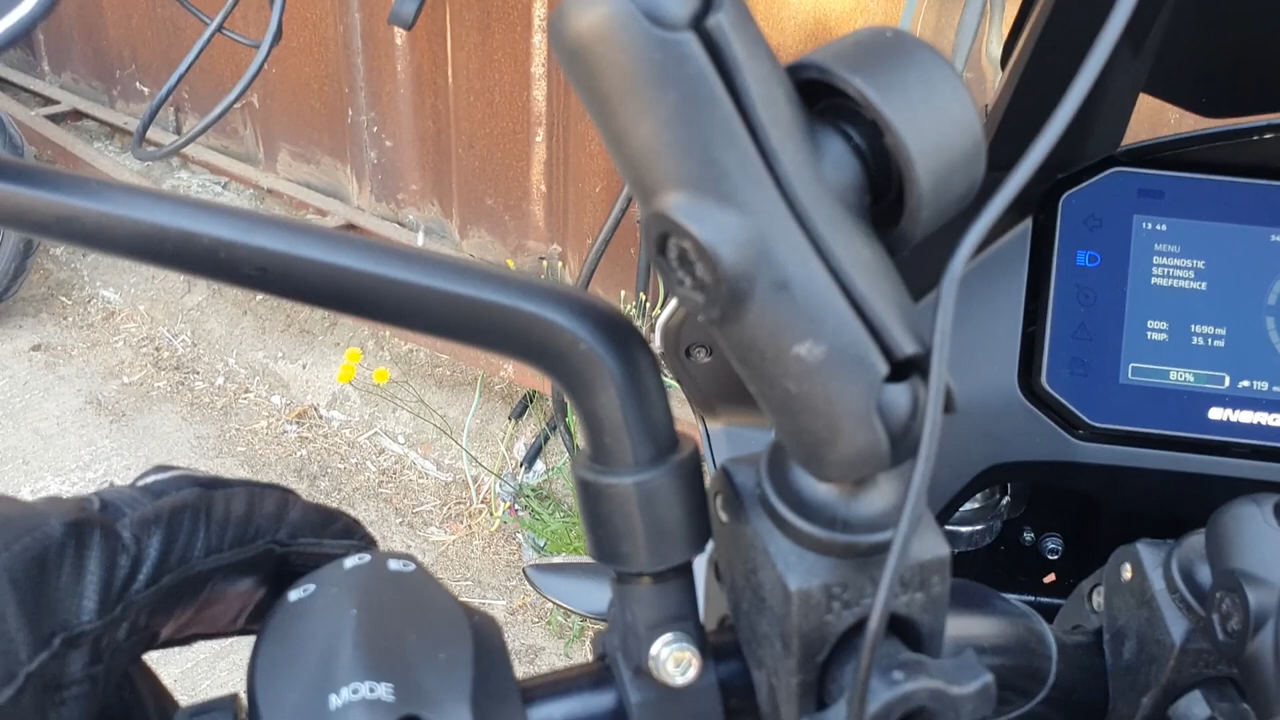 13 46
MENU
DIAGNOSTIC
SETTINGS
PREFERENCE
ODO: 1690 mi
TRIP: 35.1 mi
80%
119
ENERG
MODE